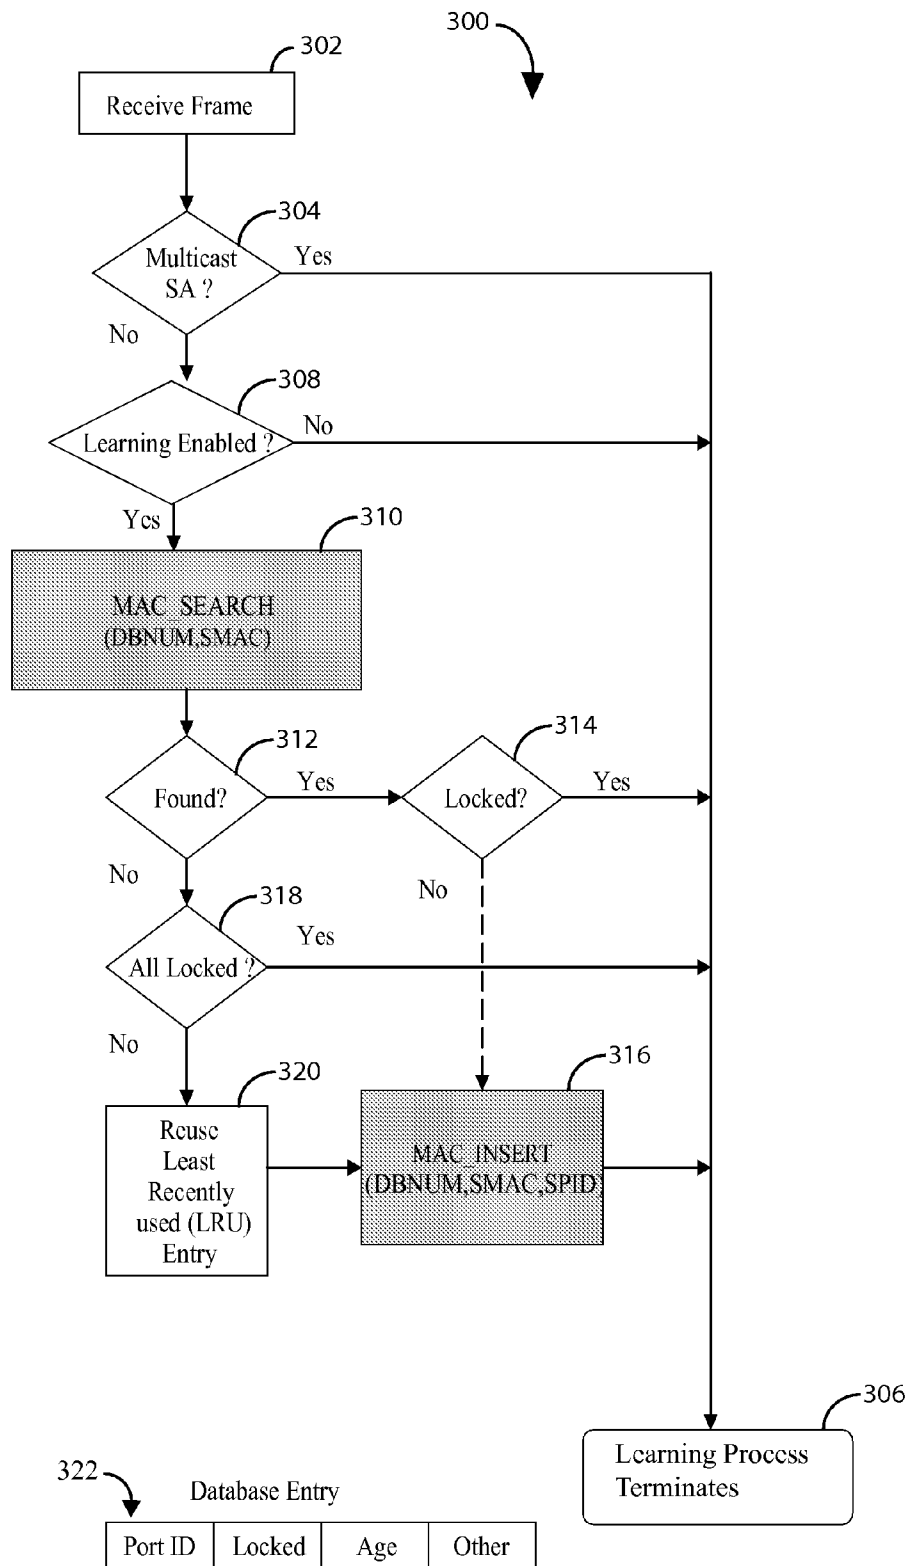 300
302
Receive Frame
304
Multicast
SA ?
Yes
No
308
Learning Enabled ?
No
Yes
310
MAC_SEARCH
(DBNUM,SMAC)
312
Found?
Yes
314
Locked?
Yes
No
No
318
All Locked ?
Yes
No
320
Reuse
Least
Recently
used (LRU)
Entry
316
MAC_INSERT
(DBNUM,SMAC,SPID)
306
Learning Process
Terminates
322
Database Entry
Port ID Locked Age Other